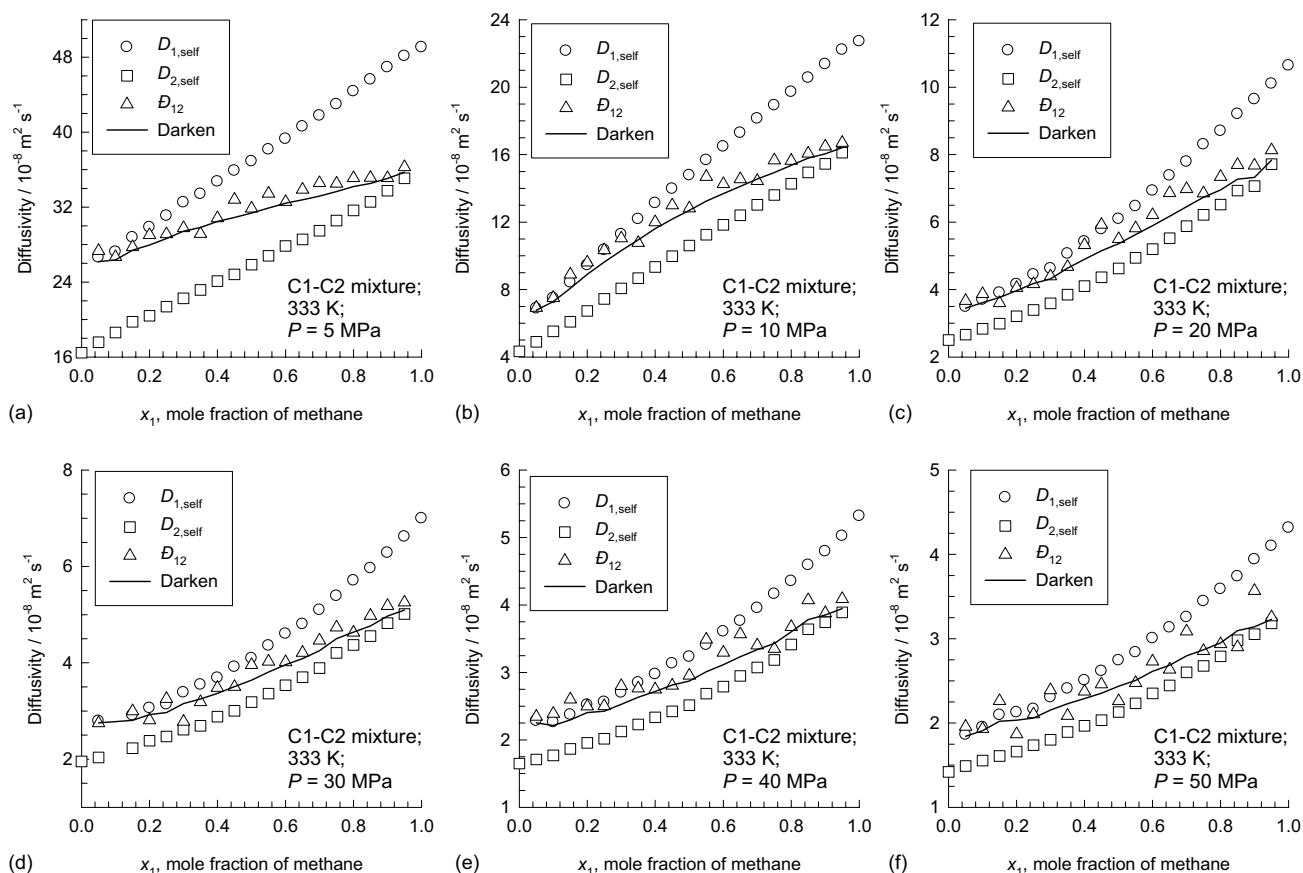 48
40
32
24
16
0.0 0.2 0.4 0.6 0.8 1.0
Diffusivity / 10⁻⁸ m² s⁻¹
D₁,self
D₂,self
Đ₁₂
Darken
C1-C2 mixture;
333 K;
P = 5 MPa
(a)
x₁, mole fraction of methane
24
20
16
12
8
4
0.0 0.2 0.4 0.6 0.8 1.0
Diffusivity / 10⁻⁸ m² s⁻¹
D₁,self
D₂,self
Đ₁₂
Darken
C1-C2 mixture;
333 K;
P = 10 MPa
(b)
x₁, mole fraction of methane
12
10
8
6
4
2
0.0 0.2 0.4 0.6 0.8 1.0
Diffusivity / 10⁻⁸ m² s⁻¹
D₁,self
D₂,self
Đ₁₂
Darken
C1-C2 mixture;
333 K;
P = 20 MPa
(c)
x₁, mole fraction of methane
8
6
4
2
0.0 0.2 0.4 0.6 0.8 1.0
Diffusivity / 10⁻⁸ m² s⁻¹
D₁,self
D₂,self
Đ₁₂
Darken
C1-C2 mixture;
333 K;
P = 30 MPa
(d)
x₁, mole fraction of methane
6
5
4
3
2
1
0.0 0.2 0.4 0.6 0.8 1.0
Diffusivity / 10⁻⁸ m² s⁻¹
D₁,self
D₂,self
Đ₁₂
Darken
C1-C2 mixture;
333 K;
P = 40 MPa
(e)
x₁, mole fraction of methane
5
4
3
2
1
0.0 0.2 0.4 0.6 0.8 1.0
Diffusivity / 10⁻⁸ m² s⁻¹
D₁,self
D₂,self
Đ₁₂
Darken
C1-C2 mixture;
333 K;
P = 50 MPa
(f)
x₁, mole fraction of methane